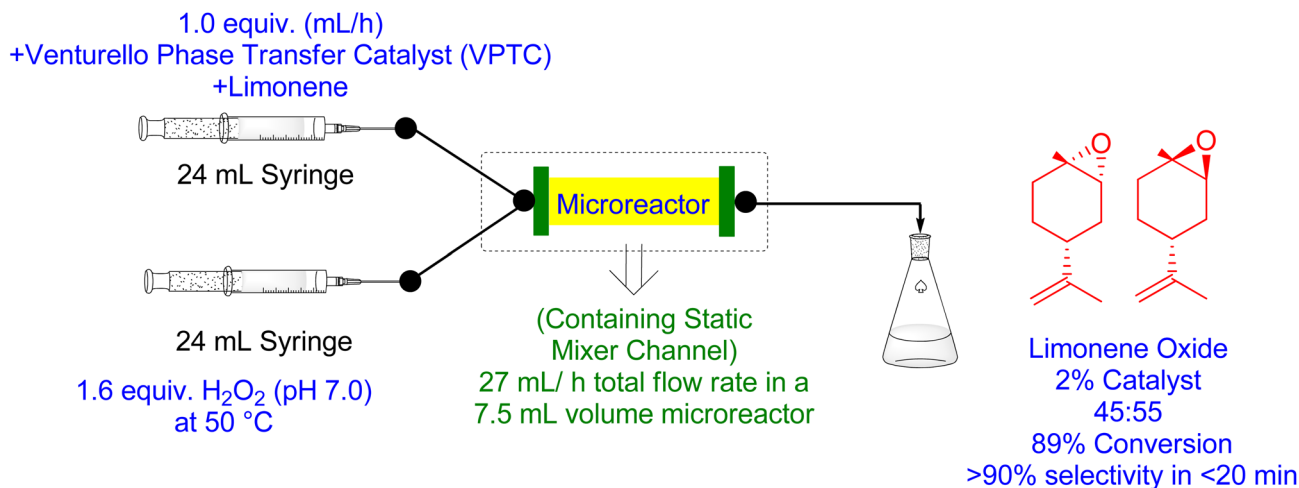 1.0 equiv. (mL/h)
+Venturello Phase Transfer Catalyst (VPTC)
+Limonene
24 mL Syringe
24 mL Syringe
1.6 equiv. H₂O₂ (pH 7.0)
at 50 °C
Microreactor
(Containing Static
Mixer Channel)
27 mL/ h total flow rate in a
7.5 mL volume microreactor
O
O
Limonene Oxide
2% Catalyst
45:55
89% Conversion
>90% selectivity in <20 min